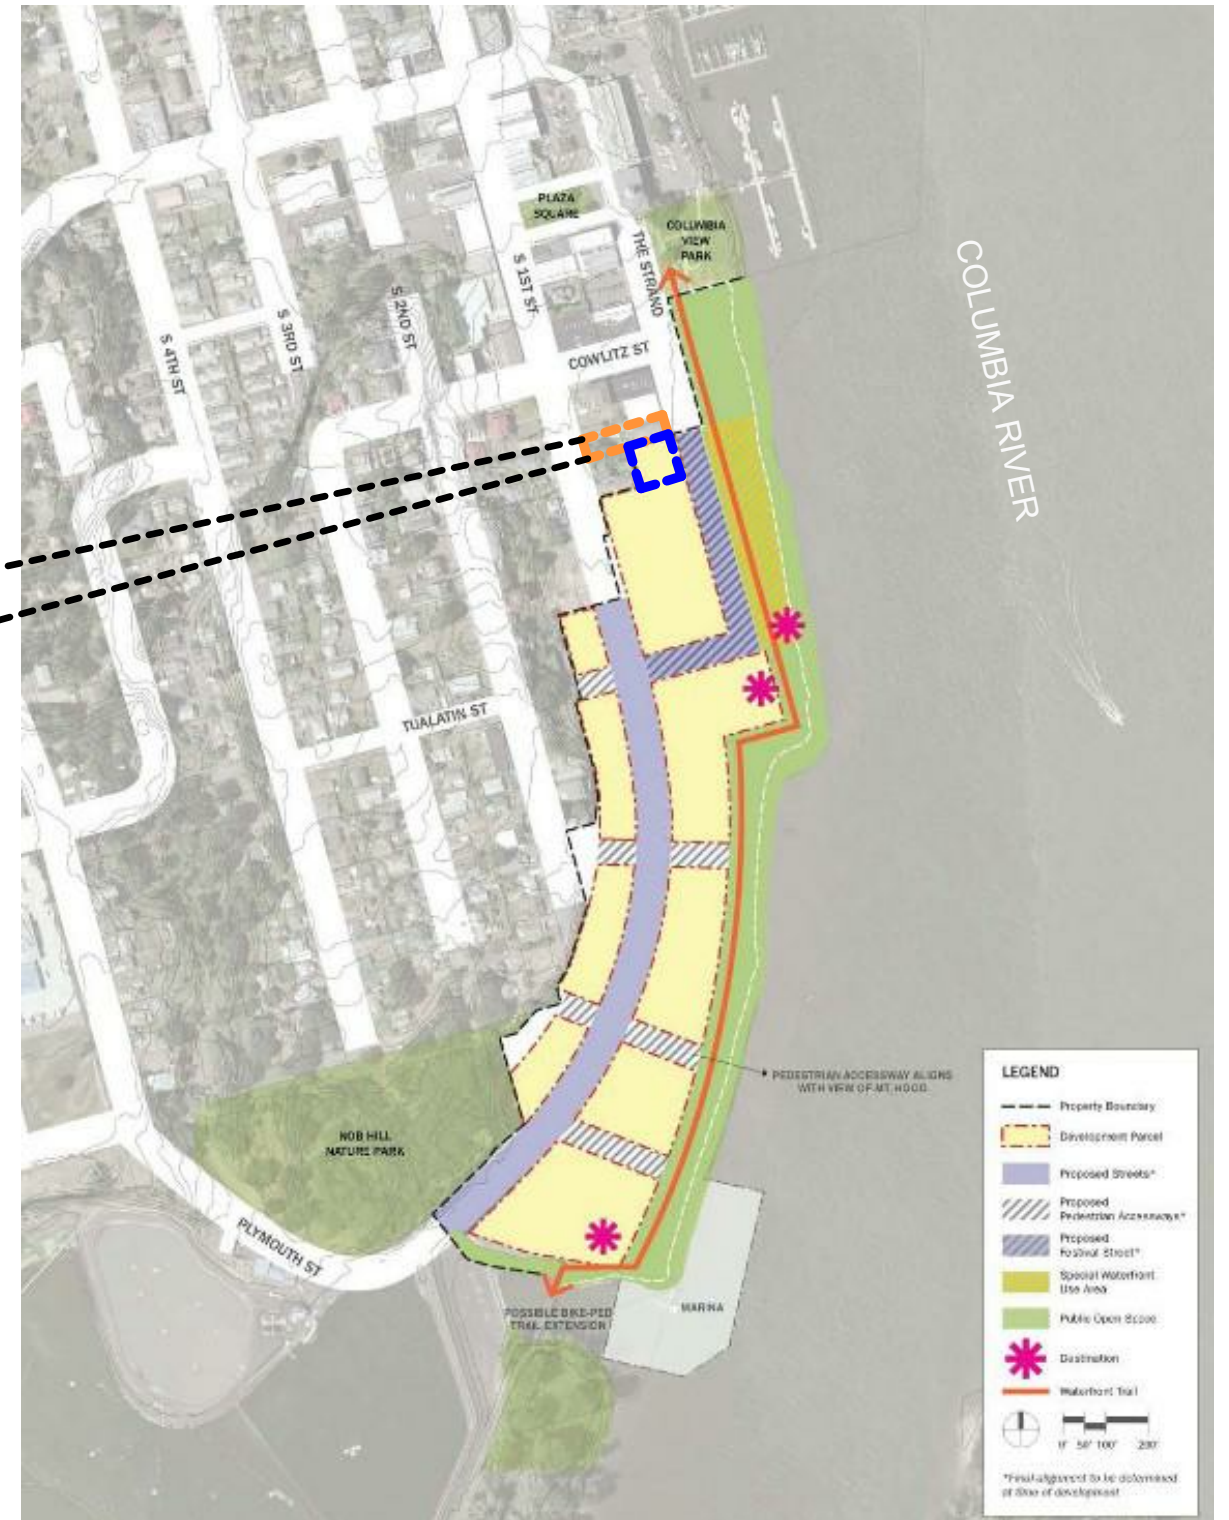 PLAZA
SQUARE
COLUMBIA
VIEW
PARK
THE STRAND
S 1ST ST
S 2ND ST
S 3RD ST
S 4TH ST
COWLITZ ST
COLUMBIA RIVER
TUALATIN ST
PEDESTRIAN ACCESSWAY ALIGNS
WITH VIEW OF MT. HOOD
NOB HILL
NATURE PARK
PLYMOUTH ST
POSSIBLE BIKE-PED
TRAIL EXTENSION
MARINA
LEGEND
Property Boundary
Development Parcel
Proposed Streets*
Proposed
Pedestrian Accessways*
Proposed
Festival Street*
Special Waterfront
Use Area
Public Open Space
Destination
Waterfront Trail
0' 50' 100' 200'
*Final alignment to be determined
at time of development